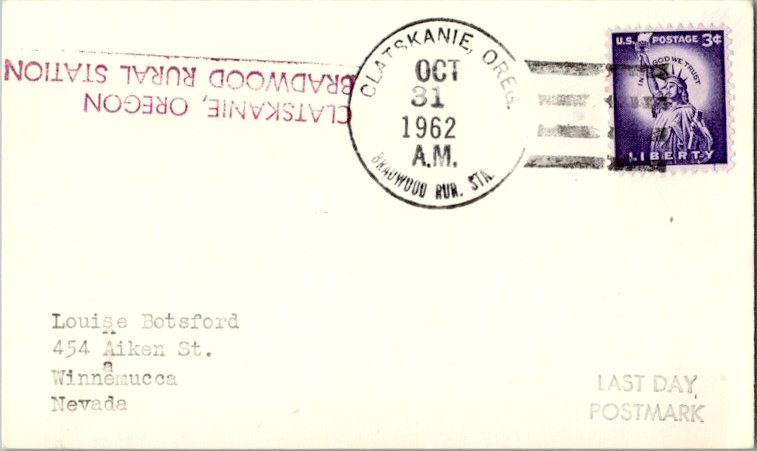 CLATSKANIE, OREGON
BRADWOOD RURAL STATION
CLATSKANIE, OREG.
OCT
31
1962
A.M.
BRADWOOD RUR. STA.
U.S. POSTAGE 3¢
IN GOD WE TRUST
LIBERTY
Louise Botsford
454 Aiken St.
Winnemucca
Nevada
LAST DAY
POSTMARK